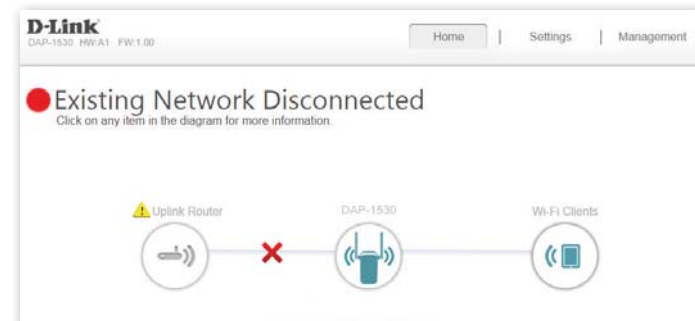 D-Link
DAP-1530 HW:A1 FW:1.00
Home | Settings | Management
Existing Network Disconnected
Click on any item in the diagram for more information.
Uplink Router DAP-1530 Wi-Fi Clients